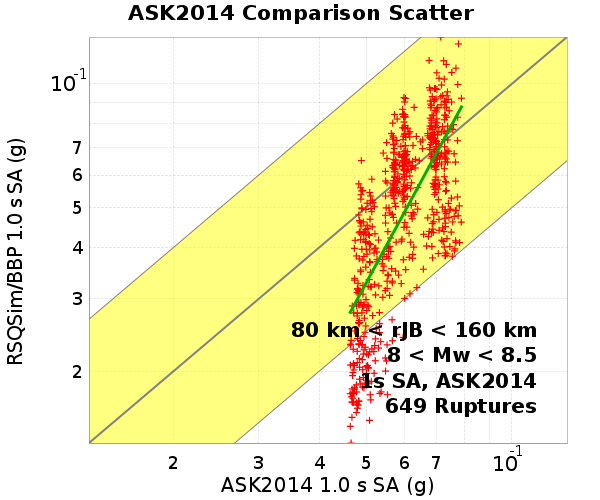 ASK2014 Comparison Scatter
RSQSim/BBP 1.0 s SA (g)
10-1
7
6
5
4
3
2
80 km < rJB < 160 km
8 < Mw < 8.5
1s SA, ASK2014
649 Ruptures
2 3 4 5 6 7 10-1
ASK2014 1.0 s SA (g)